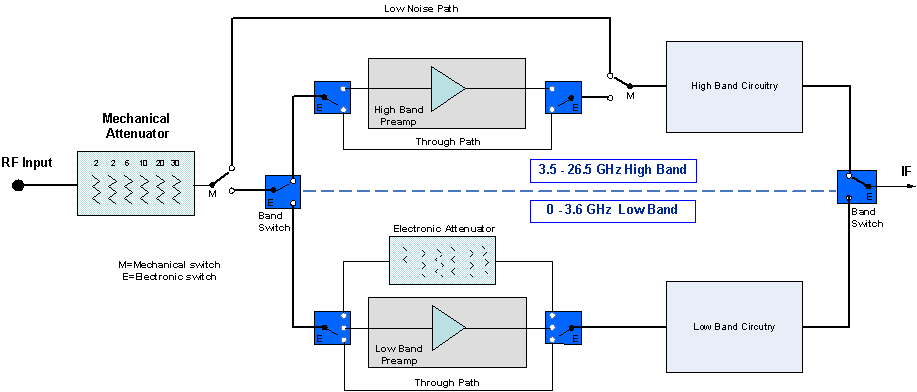 Low Noise Path
Mechanical
Attenuator
RF Input
2 2 6 10 20 30
M
E
High Band
Preamp
Through Path
E
M
High Band Circuitry
E
Band
Switch
3.5 - 26.5 GHz High Band
0 - 3.6 GHz Low Band
IF
E
Band
Switch
M=Mechanical switch
E=Electronic switch
Electronic Attenuator
E
Low Band
Preamp
Through Path
E
Low Band Circuitry